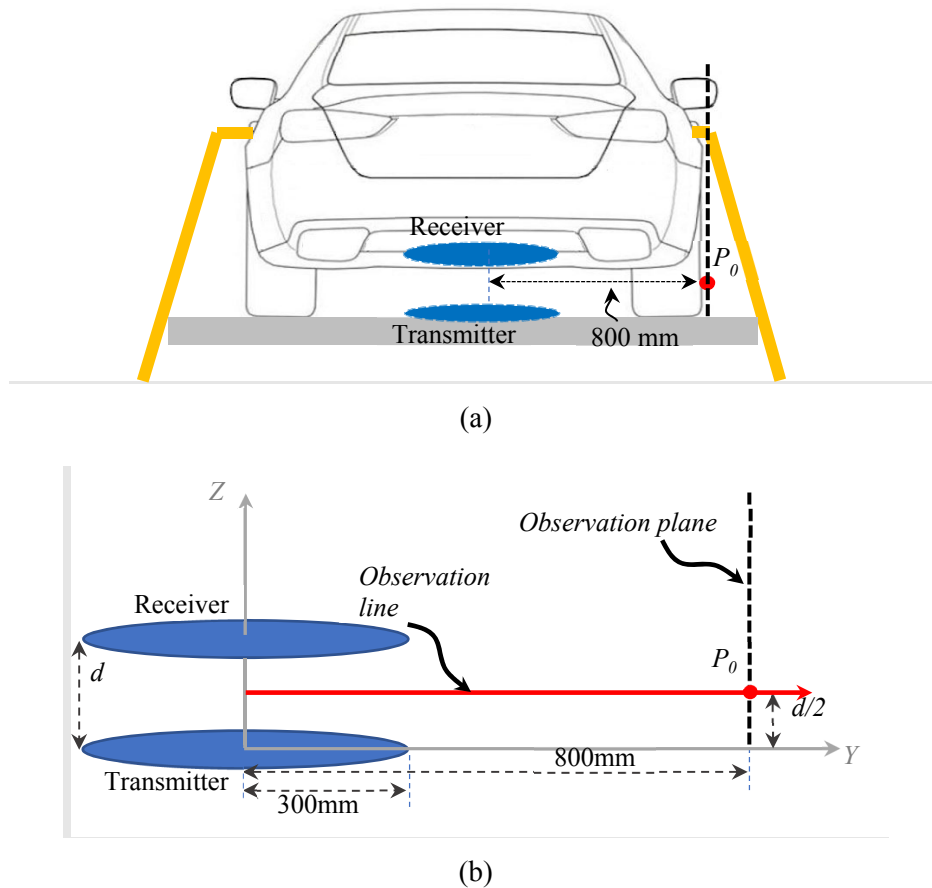 Receiver
P0
Transmitter
800 mm
(a)
Z
Observation plane
Observation
line
Receiver
P0
d
d/2
Transmitter
800mm
Y
300mm
(b)